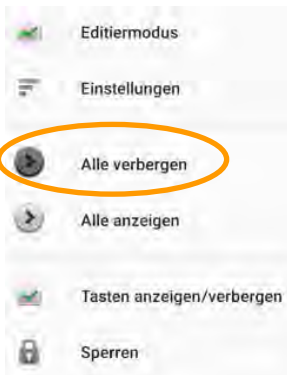 Editiermodus
Einstellungen
Alle verbergen
Alle anzeigen
Tasten anzeigen/verbergen
Sperren